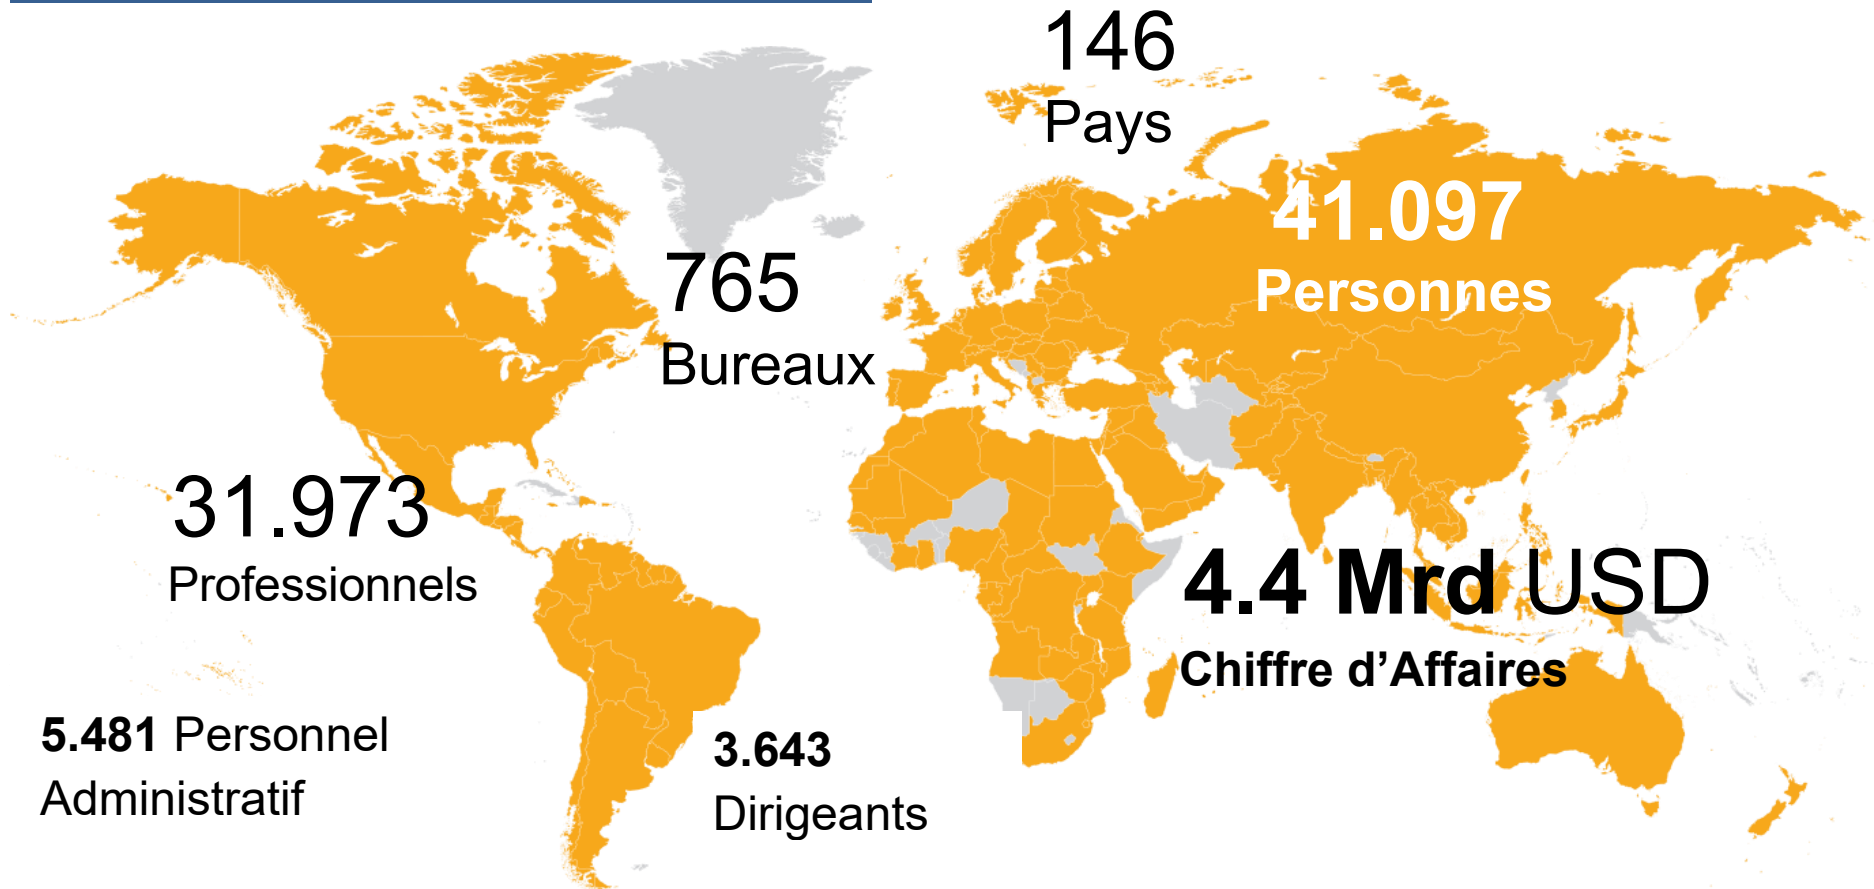 146
Pays
41.097
Personnes
765
Bureaux
31.973
Professionnels
4.4 Mrd USD
Chiffre d’Affaires
5.481 Personnel
Administratif
3.643
Dirigeants